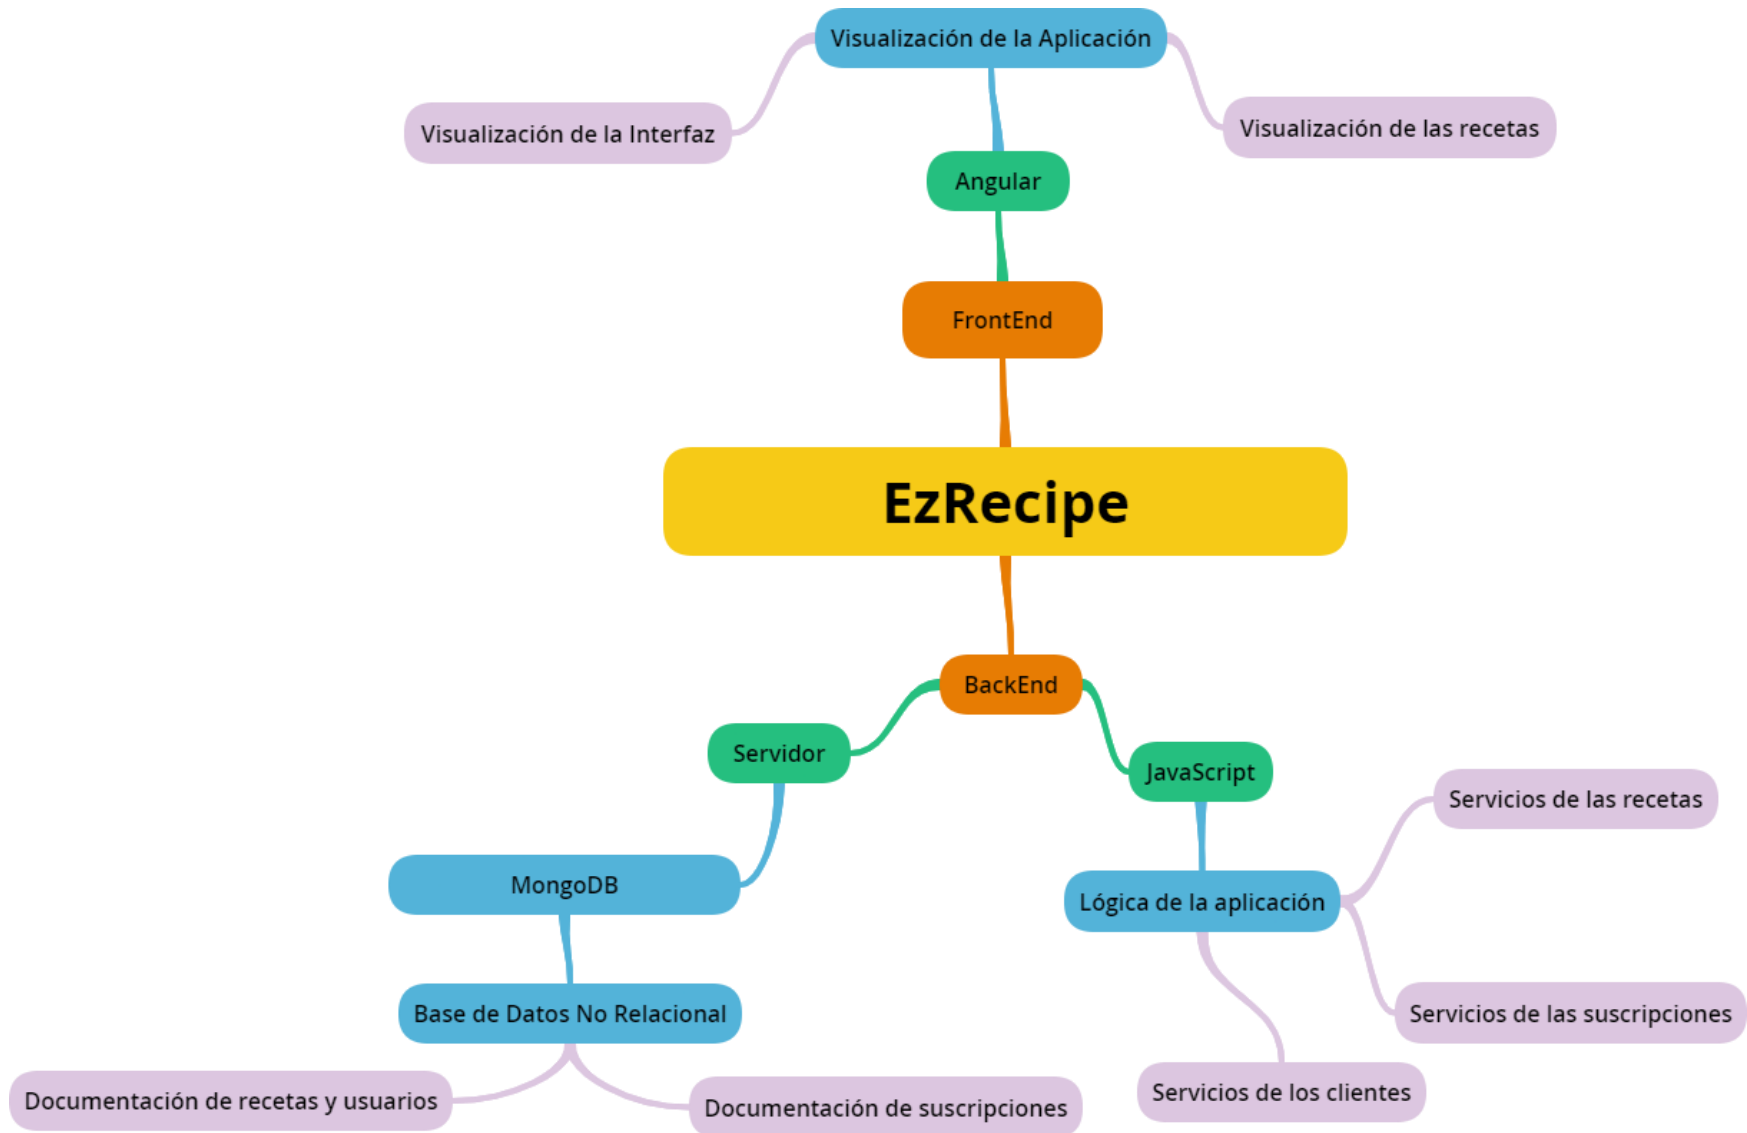 Visualización de la Aplicación
Visualización de la Interfaz
Visualización de las recetas
Angular
FrontEnd
EzRecipe
BackEnd
Servidor
JavaScript
Servicios de las recetas
MongoDB
Lógica de la aplicación
Base de Datos No Relacional
Servicios de las suscripciones
Documentación de recetas y usuarios
Documentación de suscripciones
Servicios de los clientes